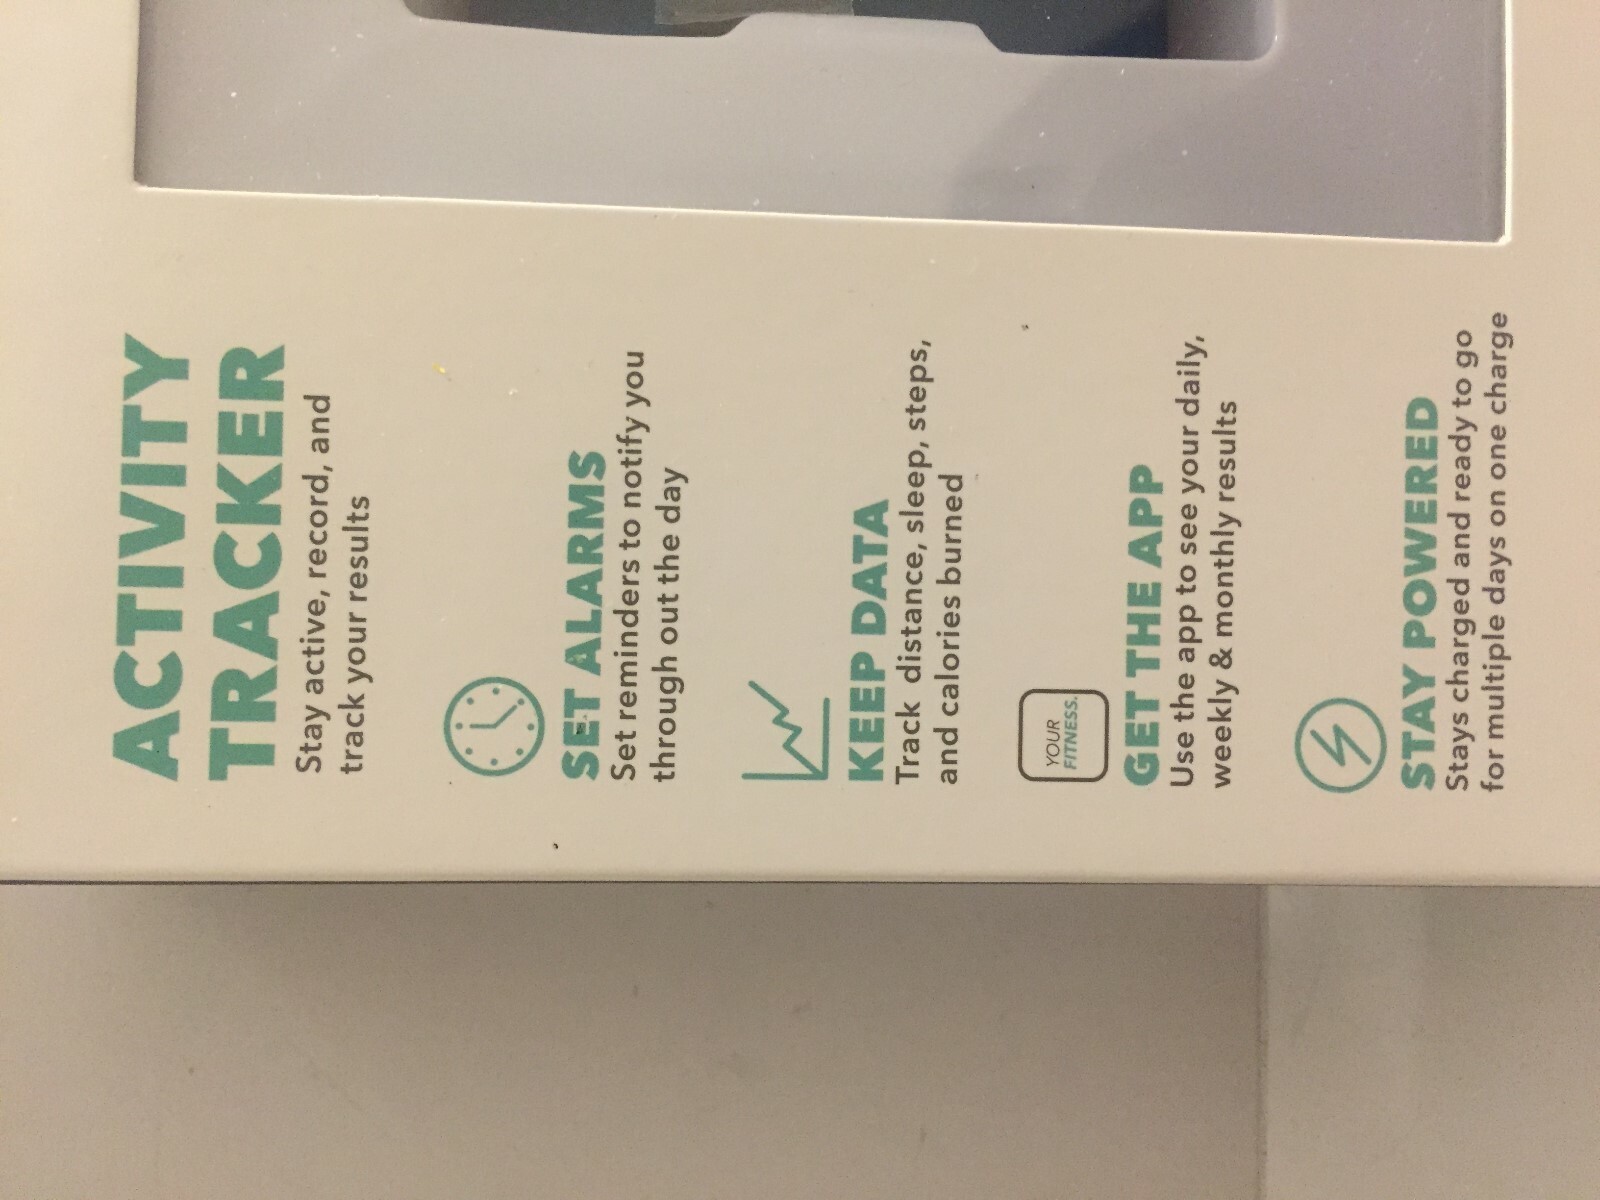 ACTIVITY
TRACKER
Stay active, record, and
track your results
SET ALARMS
Set reminders to notify you
through out the day
KEEP DATA
Track distance, sleep, steps,
and calories burned
YOUR
FITNESS.
GET THE APP
Use the app to see your daily,
weekly & monthly results
STAY POWERED
Stays charged and ready to go
for multiple days on one charge